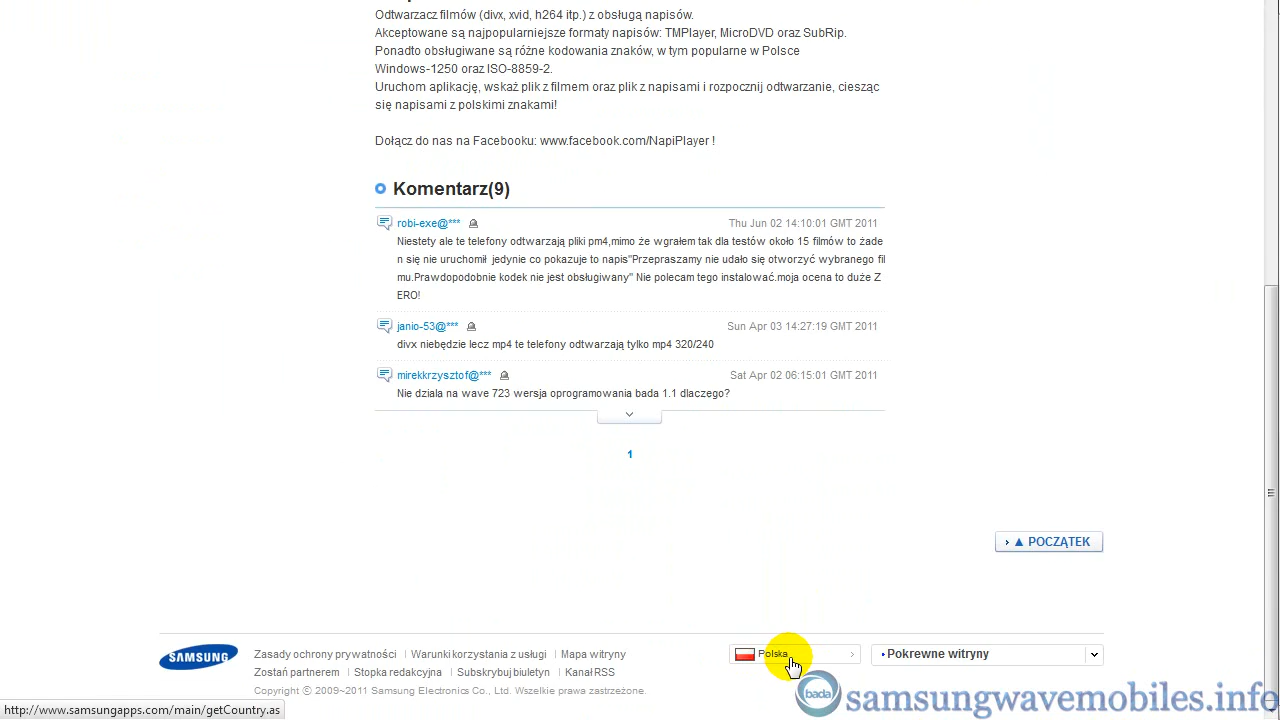 Odtwarzacz filmów (divx, xvid, h264 itp.) z obsługą napisów.
Akceptowane są najpopularniejsze formaty napisów: TMPlayer, MicroDVD oraz SubRip.
Ponadto obsługiwane są różne kodowania znaków, w tym popularne w Polsce
Windows-1250 oraz ISO-8859-2.
Uruchom aplikację, wskaż plik z filmem oraz plik z napisami i rozpocznij odtwarzanie, ciesząc
się napisami z polskimi znakami!
Dołącz do nas na Facebooku: www.facebook.com/NapiPlayer !
Komentarz(9)
robi-exe@*** Thu Jun 02 14:10:01 GMT 2011
Niestety ale te telefony odtwarzają pliki pm4,mimo że wgrałem tak dla testów około 15 filmów to żade
n się nie uruchomił jedynie co pokazuje to napis"Przepraszamy nie udało się otworzyć wybranego fil
mu.Prawdopodobnie kodek nie jest obsługiwany" Nie polecam tego instalować.moja ocena to duże Z
ERO!
janio-53@*** Sun Apr 03 14:27:19 GMT 2011
divx niebędzie lecz mp4 te telefony odtwarzają tylko mp4 320/240
mirekkrzysztof@*** Sat Apr 02 06:15:01 GMT 2011
Nie dziala na wave 723 wersja oprogramowania bada 1.1 dlaczego?
1
▲ POCZĄTEK
SAMSUNG Zasady ochrony prywatności | Warunki korzystania z usługi | Mapa witryny Polska Pokrewne witryny
Zostań partnerem | Stopka redakcyjna | Subskrybuj biuletyn | Kanał RSS
Copyright © 2009~2011 Samsung Electronics Co., Ltd. Wszelkie prawa zastrzeżone.
bada samsungwavemobiles.info
http://www.samsungapps.com/main/getCountry.as